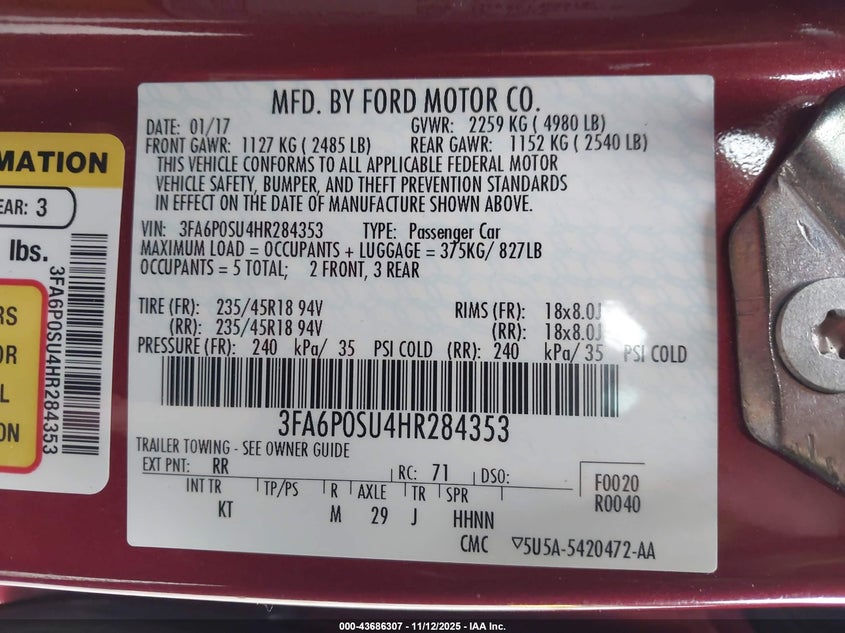 MFD. BY FORD MOTOR CO.
DATE: 01/17 GVWR: 2259 KG ( 4980 LB)
FRONT GAWR: 1127 KG ( 2485 LB) REAR GAWR: 1152 KG ( 2540 LB)
THIS VEHICLE CONFORMS TO ALL APPLICABLE FEDERAL MOTOR
VEHICLE SAFETY, BUMPER, AND THEFT PREVENTION STANDARDS
IN EFFECT ON THE DATE OF MANUFACTURE SHOWN ABOVE.
VIN: 3FA6P0SU4HR284353 TYPE: Passenger Car
MAXIMUM LOAD = OCCUPANTS + LUGGAGE = 375KG/ 827LB
OCCUPANTS = 5 TOTAL; 2 FRONT, 3 REAR
TIRE (FR): 235/45R18 94V RIMS (FR): 18x8.0J
(RR): 235/45R18 94V (RR): 18x8.0J
PRESSURE (FR): 240 kPa/ 35 PSI COLD (RR): 240 kPa/ 35 PSI COLD
3FA6P0SU4HR284353
TRAILER TOWING - SEE OWNER GUIDE
EXT PNT: RR RC: 71 DSO:
F0020
R0040
INT TR TP/PS R AXLE TR SPR
KT M 29 J HHNN
CMC ▽5U5A-5420472-AA
MATION
EAR: 3
lbs.
RS
OR
L
ON
3FA6P0SU4HR284353
000-43686307 - 11/12/2025 - IAA Inc.